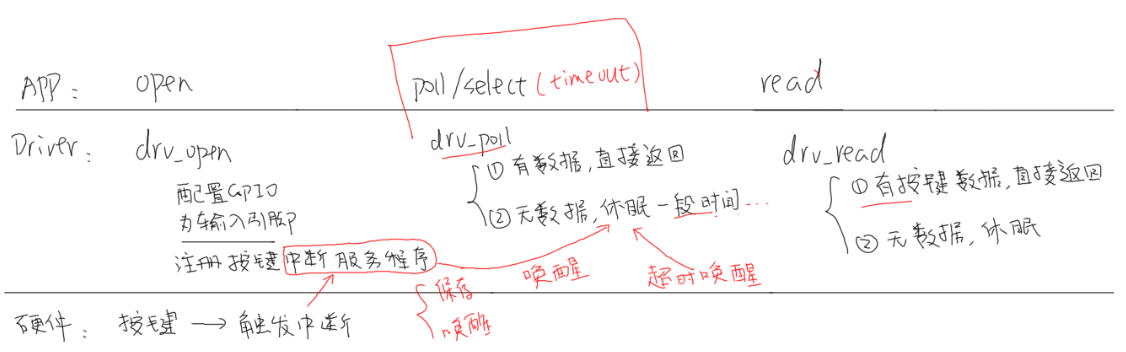 APP: open poll/select(timeout) read
Driver: drv_open drv_poll drv_read
配置GPIO
为输入引脚
注册按键中断服务程序
①有数据,直接返回
②无数据,休眠一段时间...
①有按键数据,直接返回
②无数据,休眠
唤醒
超时唤醒
保存
唤醒
硬件: 按键 → 触发中断